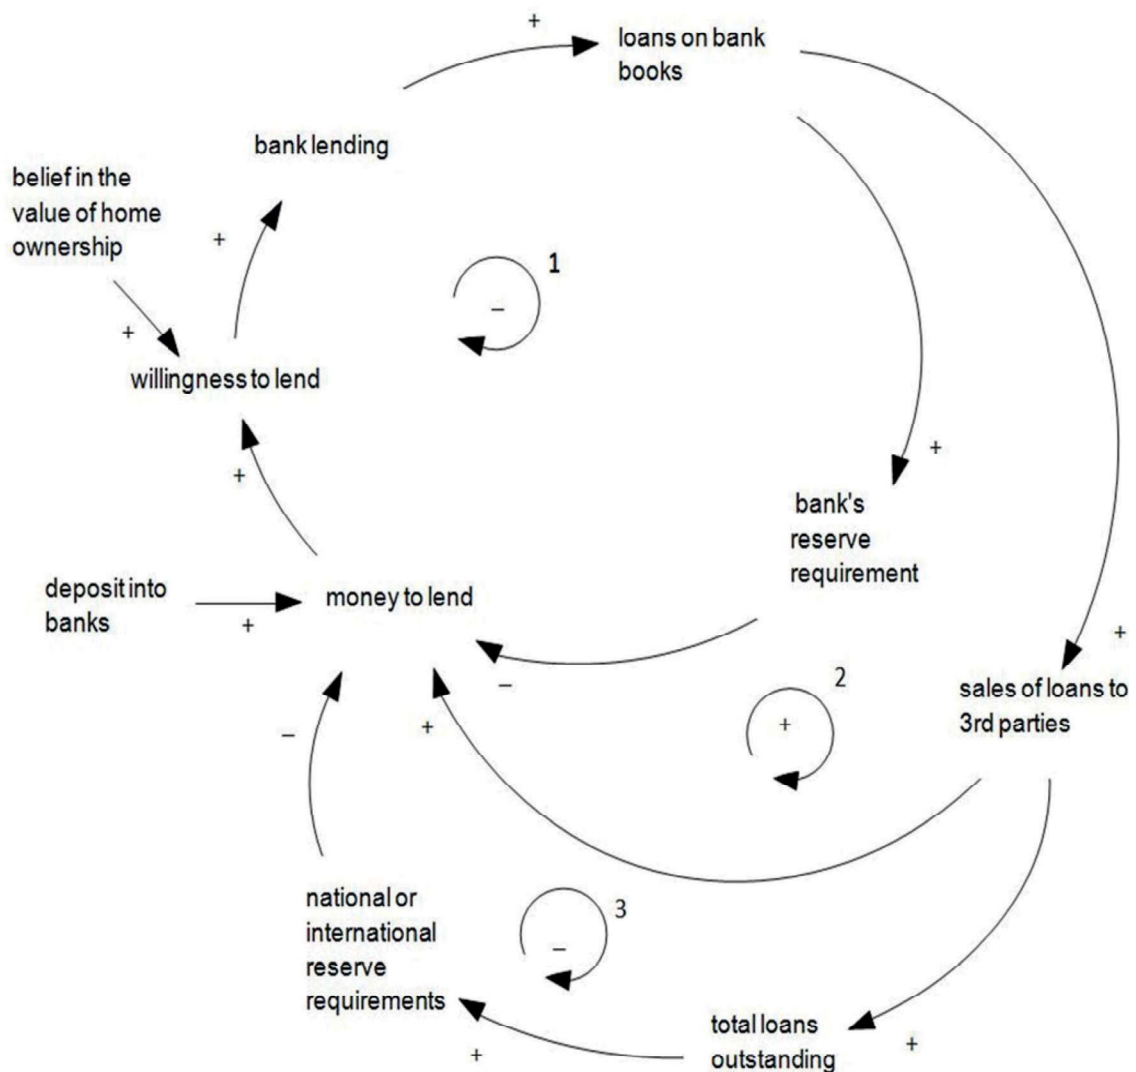 +
loans on bank
books
bank lending
belief in the
value of home
ownership
+
1
–
+
willingness to lend
+
+
bank's
reserve
requirement
deposit into
banks
+
money to lend
–
+
sales of loans to
3rd parties
2
+
–
+
national or
international
reserve
requirements
3
–
total loans
outstanding
+
+